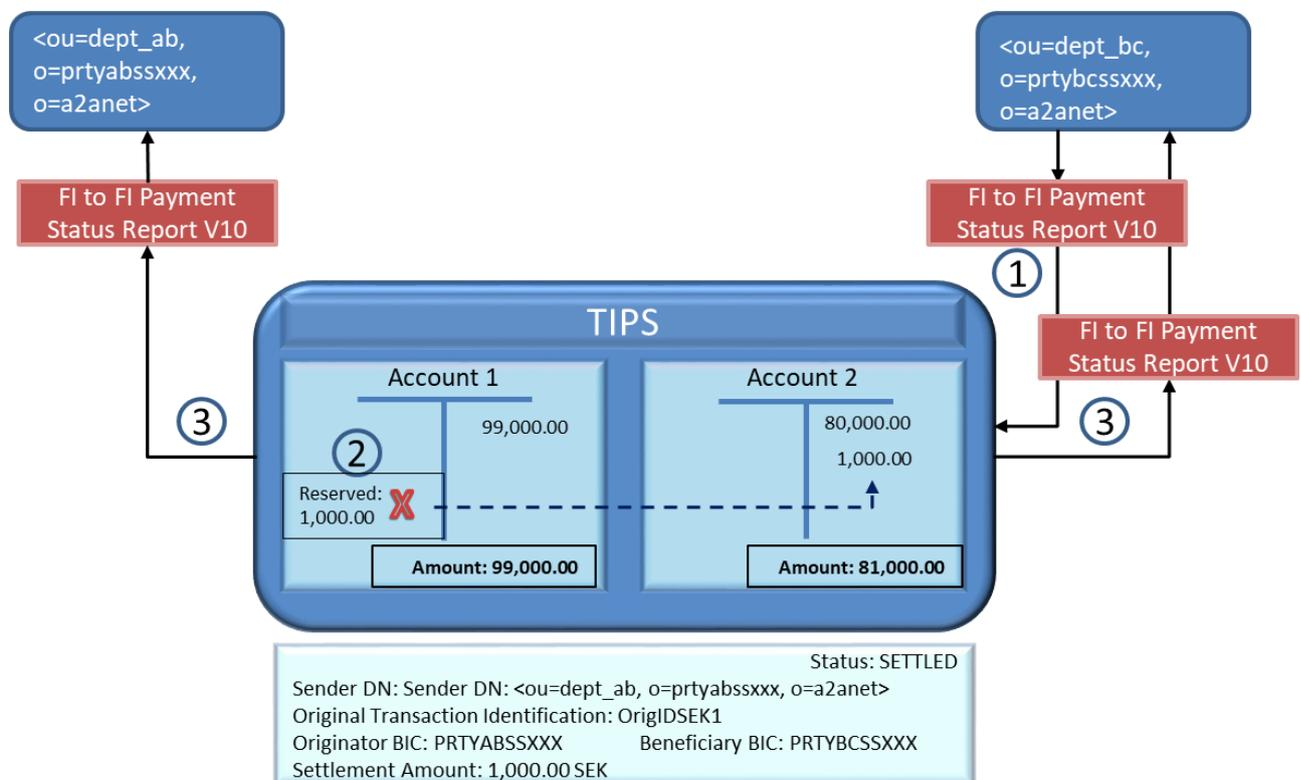 <ou=dept_ab,
o=prtyabssxxx,
o=a2anet>
<ou=dept_bc,
o=prtybcssxxx,
o=a2anet>
FI to FI Payment
Status Report V10
FI to FI Payment
Status Report V10
1
FI to FI Payment
Status Report V10
TIPS
Account 1
Account 2
99,000.00
80,000.00
1,000.00
3
2
3
Reserved:
1,000.00
X
Amount: 99,000.00
Amount: 81,000.00
Status: SETTLED
Sender DN: Sender DN: <ou=dept_ab, o=prtyabssxxx, o=a2anet>
Original Transaction Identification: OrigIDSEK1
Originator BIC: PRTYABSSXXX Beneficiary BIC: PRTYBCSSXXX
Settlement Amount: 1,000.00 SEK